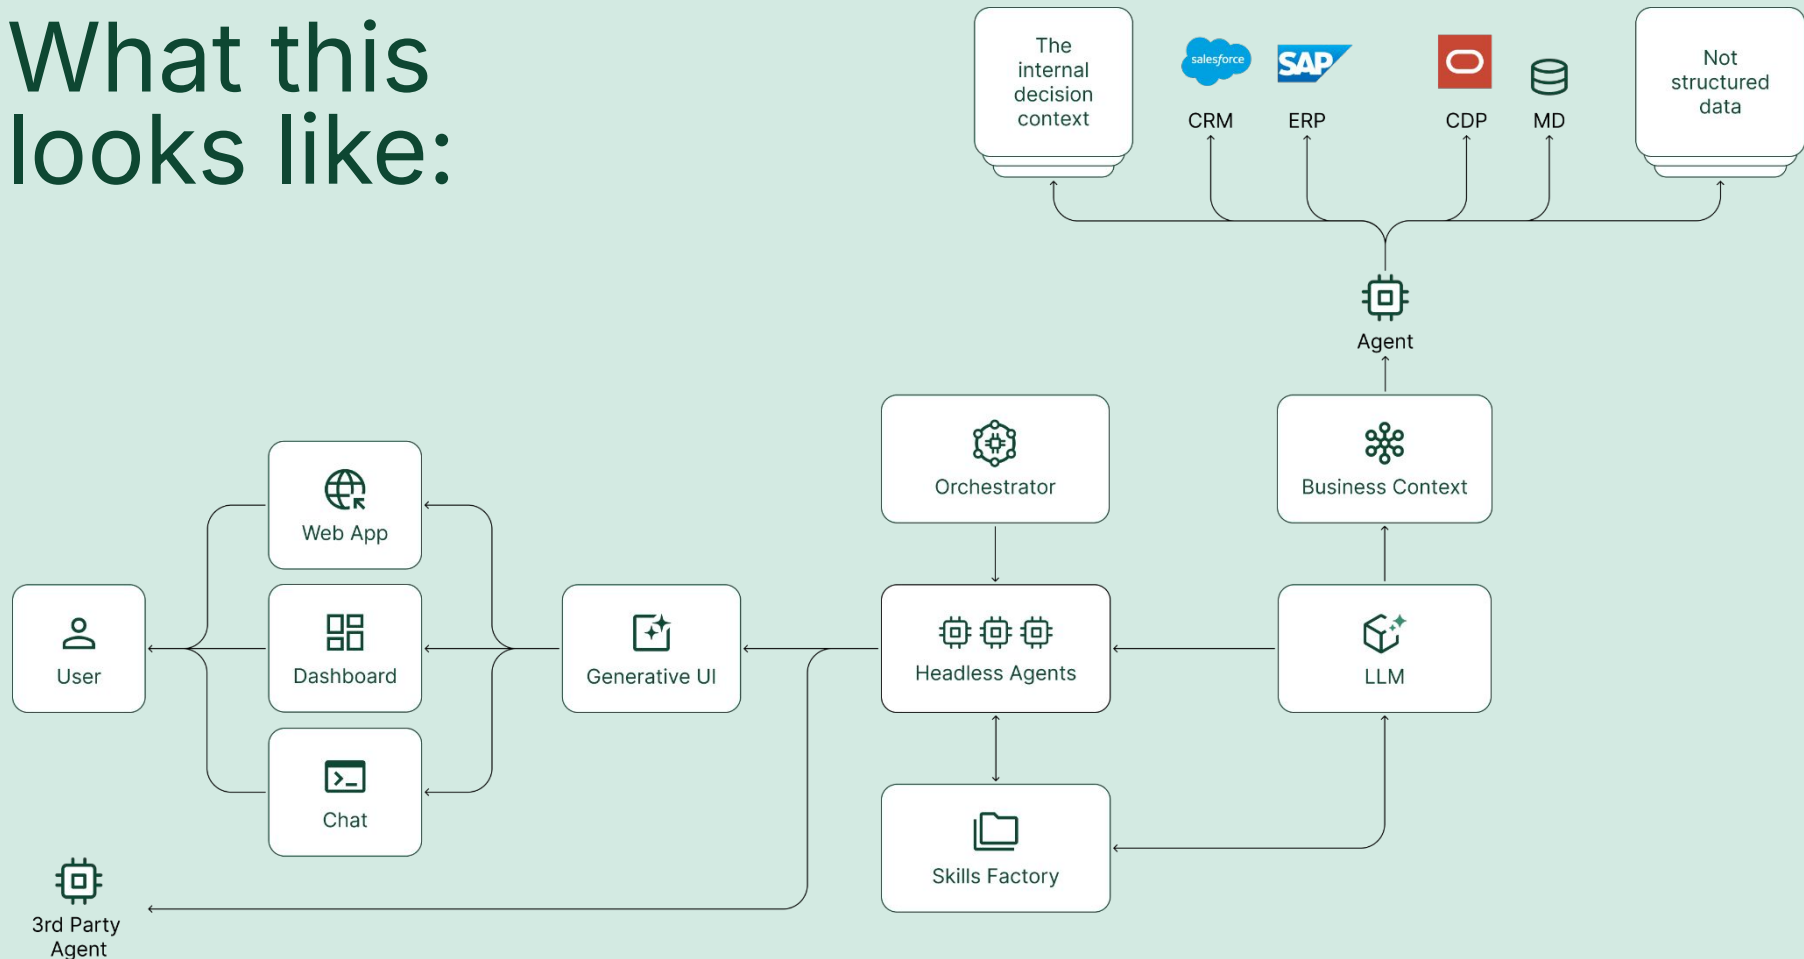 What this
looks like:
The
internal
decision
context
salesforce
CRM
SAP
ERP
CDP
MD
Not
structured
data
Agent
Orchestrator
Business Context
Web App
User
Dashboard
Generative UI
Headless Agents
LLM
Chat
Skills Factory
3rd Party
Agent